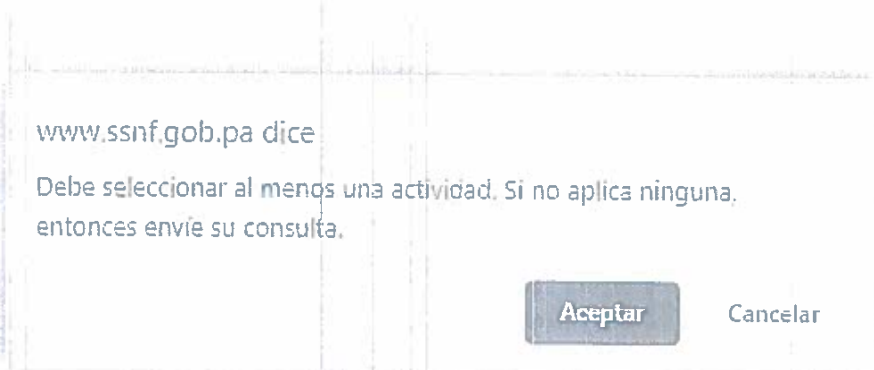 www.ssnf.gob.pa dice
Debe seleccionar al menos una actividad. Si no aplica ninguna,
entonces envíe su consulta.
Aceptar Cancelar